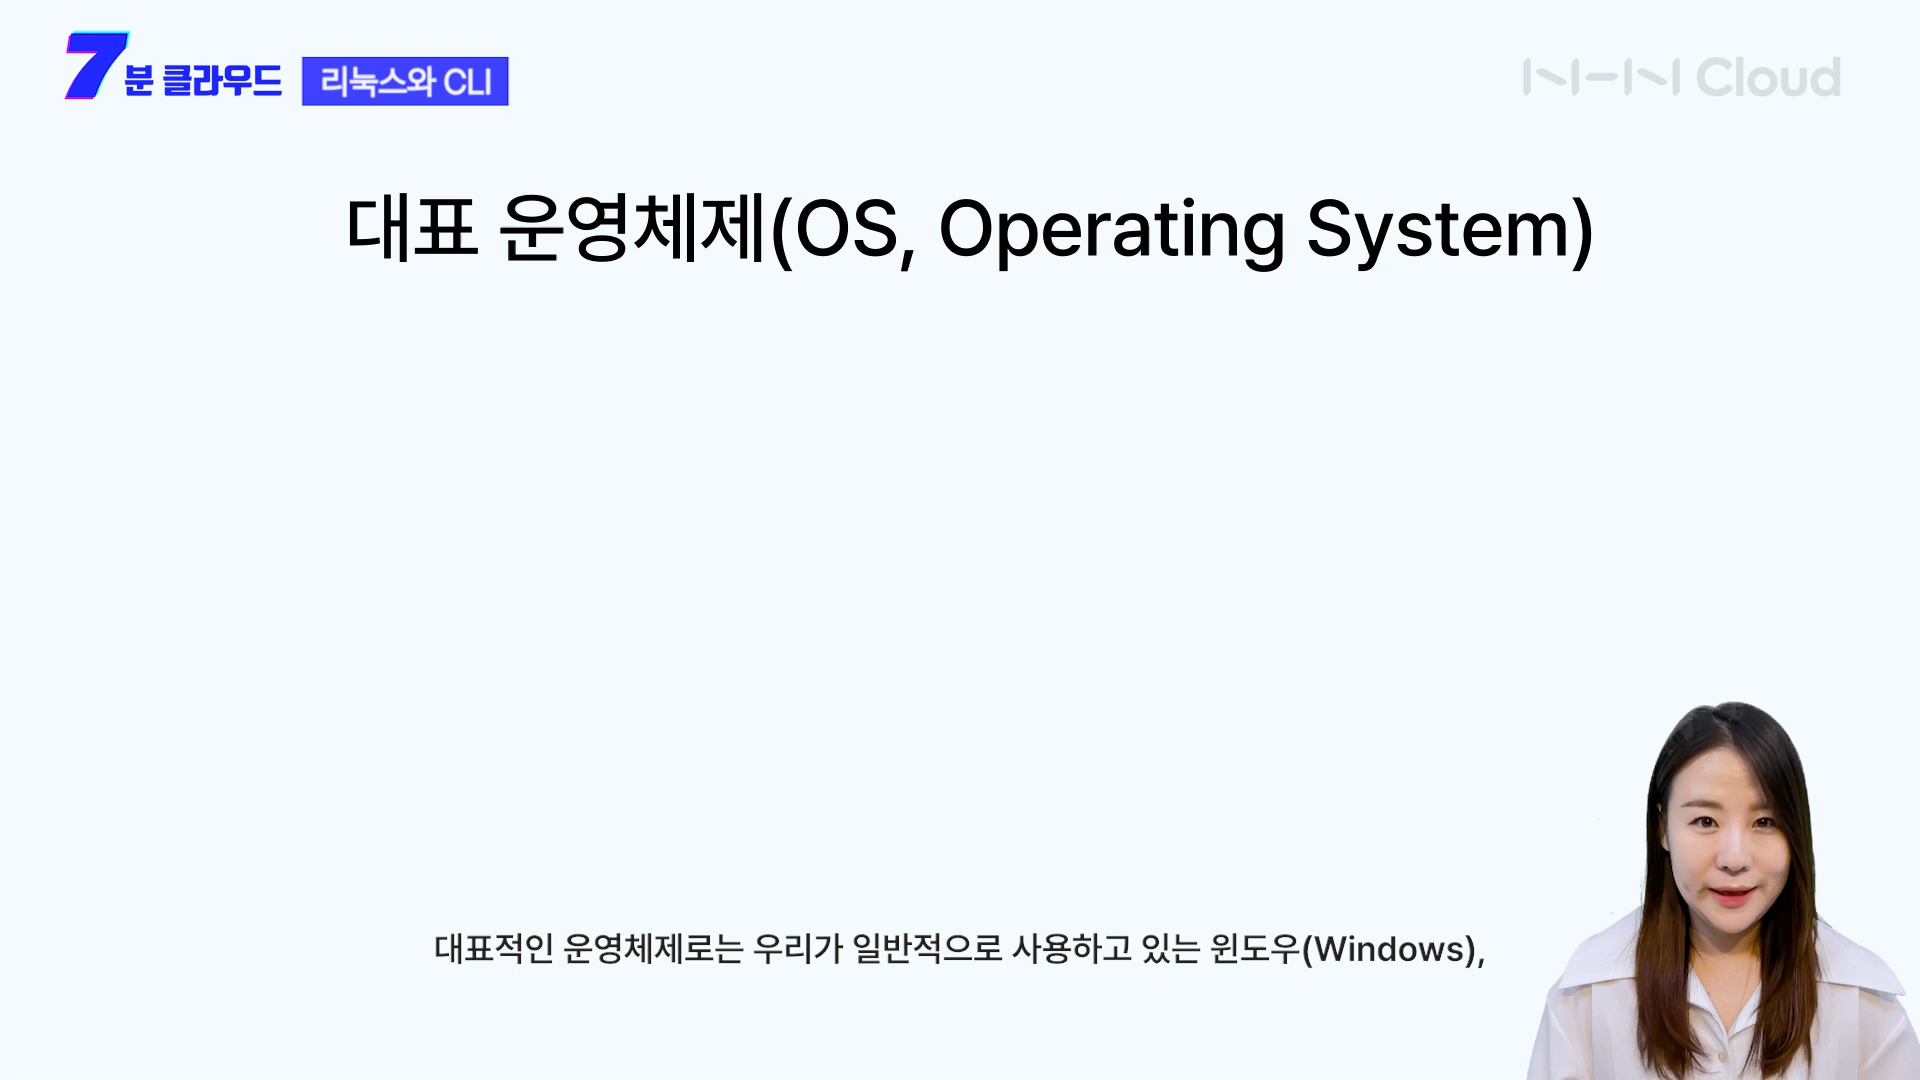 7분 클라우드 리눅스와 CLI
NHN Cloud
대표 운영체제(OS, Operating System)
대표적인 운영체제로는 우리가 일반적으로 사용하고 있는 윈도우(Windows),